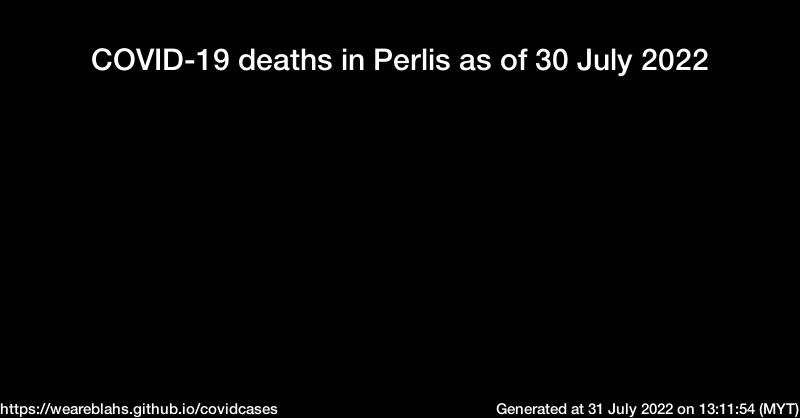 COVID-19 deaths in Perlis as of 30 July 2022
https://weareblahs.github.io/covidcases
Generated at 31 July 2022 on 13:11:54 (MYT)